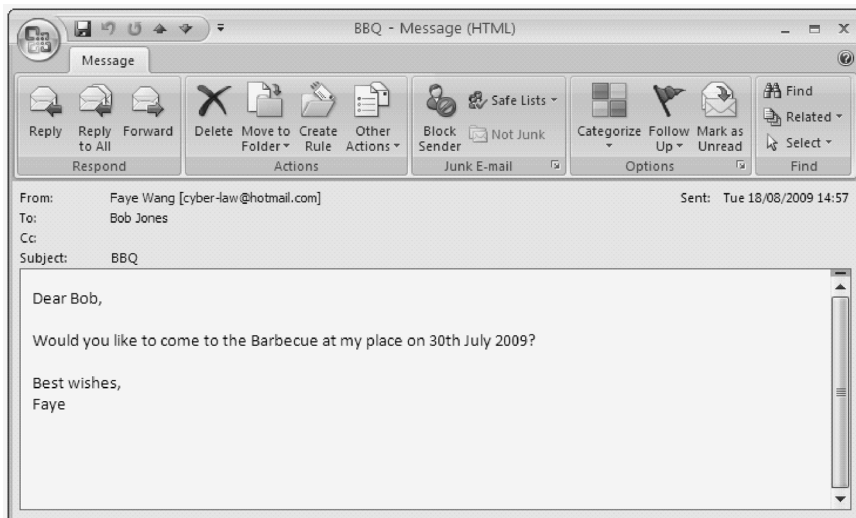 BBQ - Message (HTML)
Message
Reply Reply to All Forward
Respond
Delete Move to Folder Create Rule Other Actions
Actions
Block Sender Safe Lists Not Junk
Junk E-mail
Categorize Follow Up Mark as Unread
Options
Find Related Select
Find
From: Faye Wang [cyber-law@hotmail.com] Sent: Tue 18/08/2009 14:57
To: Bob Jones
Cc:
Subject: BBQ
Dear Bob,
Would you like to come to the Barbecue at my place on 30th July 2009?
Best wishes,
Faye